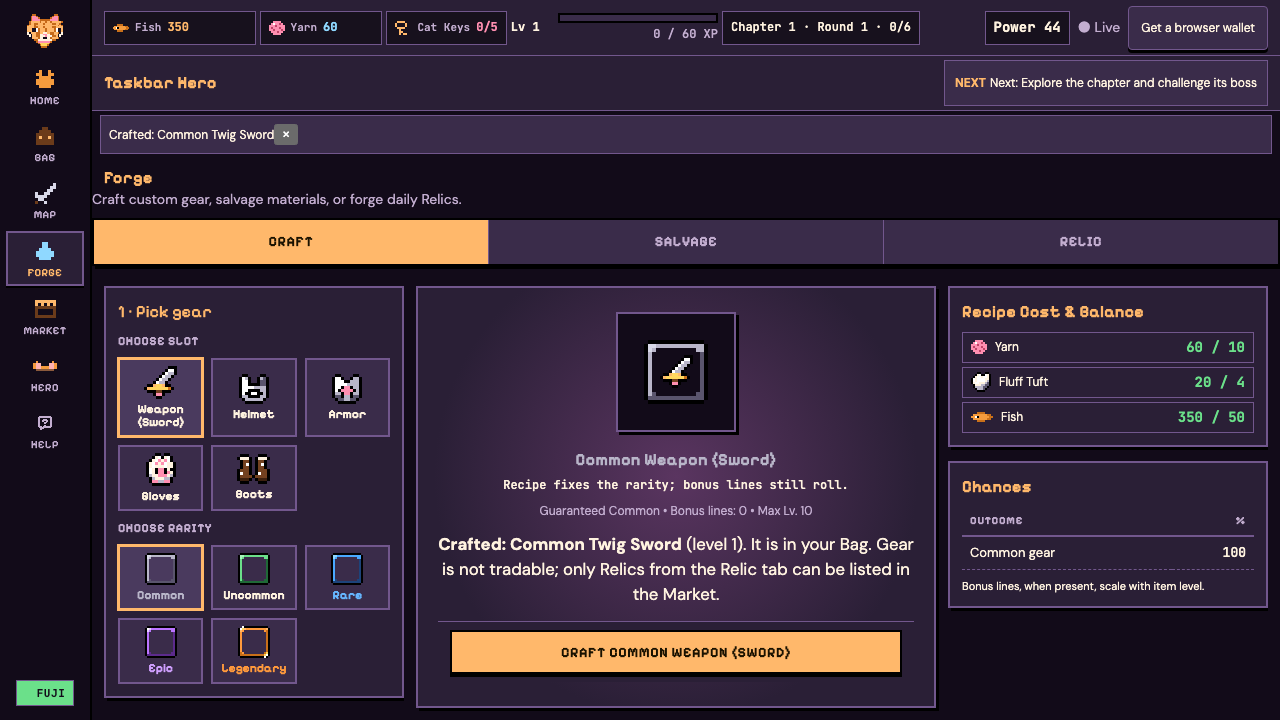 Fish 350
Yarn 60
Cat Keys 0/5
Lv 1
0 / 60 XP
Chapter 1 · Round 1 · 0/6
Power 44
Live
Get a browser wallet
HOME
BAG
MAP
FORGE
MARKET
HERO
HELP
FUJI
Taskbar Hero
NEXT Next: Explore the chapter and challenge its boss
Crafted: Common Twig Sword ×
Forge
Craft custom gear, salvage materials, or forge daily Relics.
CRAFT
SALVAGE
RELIC
1 · Pick gear
CHOOSE SLOT
Weapon
(Sword)
Helmet
Armor
Gloves
Boots
CHOOSE RARITY
Common
Uncommon
Rare
Epic
Legendary
Common Weapon (Sword)
Recipe fixes the rarity; bonus lines still roll.
Guaranteed Common • Bonus lines: 0 • Max Lv. 10
Crafted: Common Twig Sword (level 1). It is in your Bag. Gear
is not tradable; only Relics from the Relic tab can be listed in
the Market.
CRAFT COMMON WEAPON (SWORD)
Recipe Cost & Balance
Yarn 60 / 10
Fluff Tuft 20 / 4
Fish 350 / 50
Chances
OUTCOME %
Common gear 100
Bonus lines, when present, scale with item level.